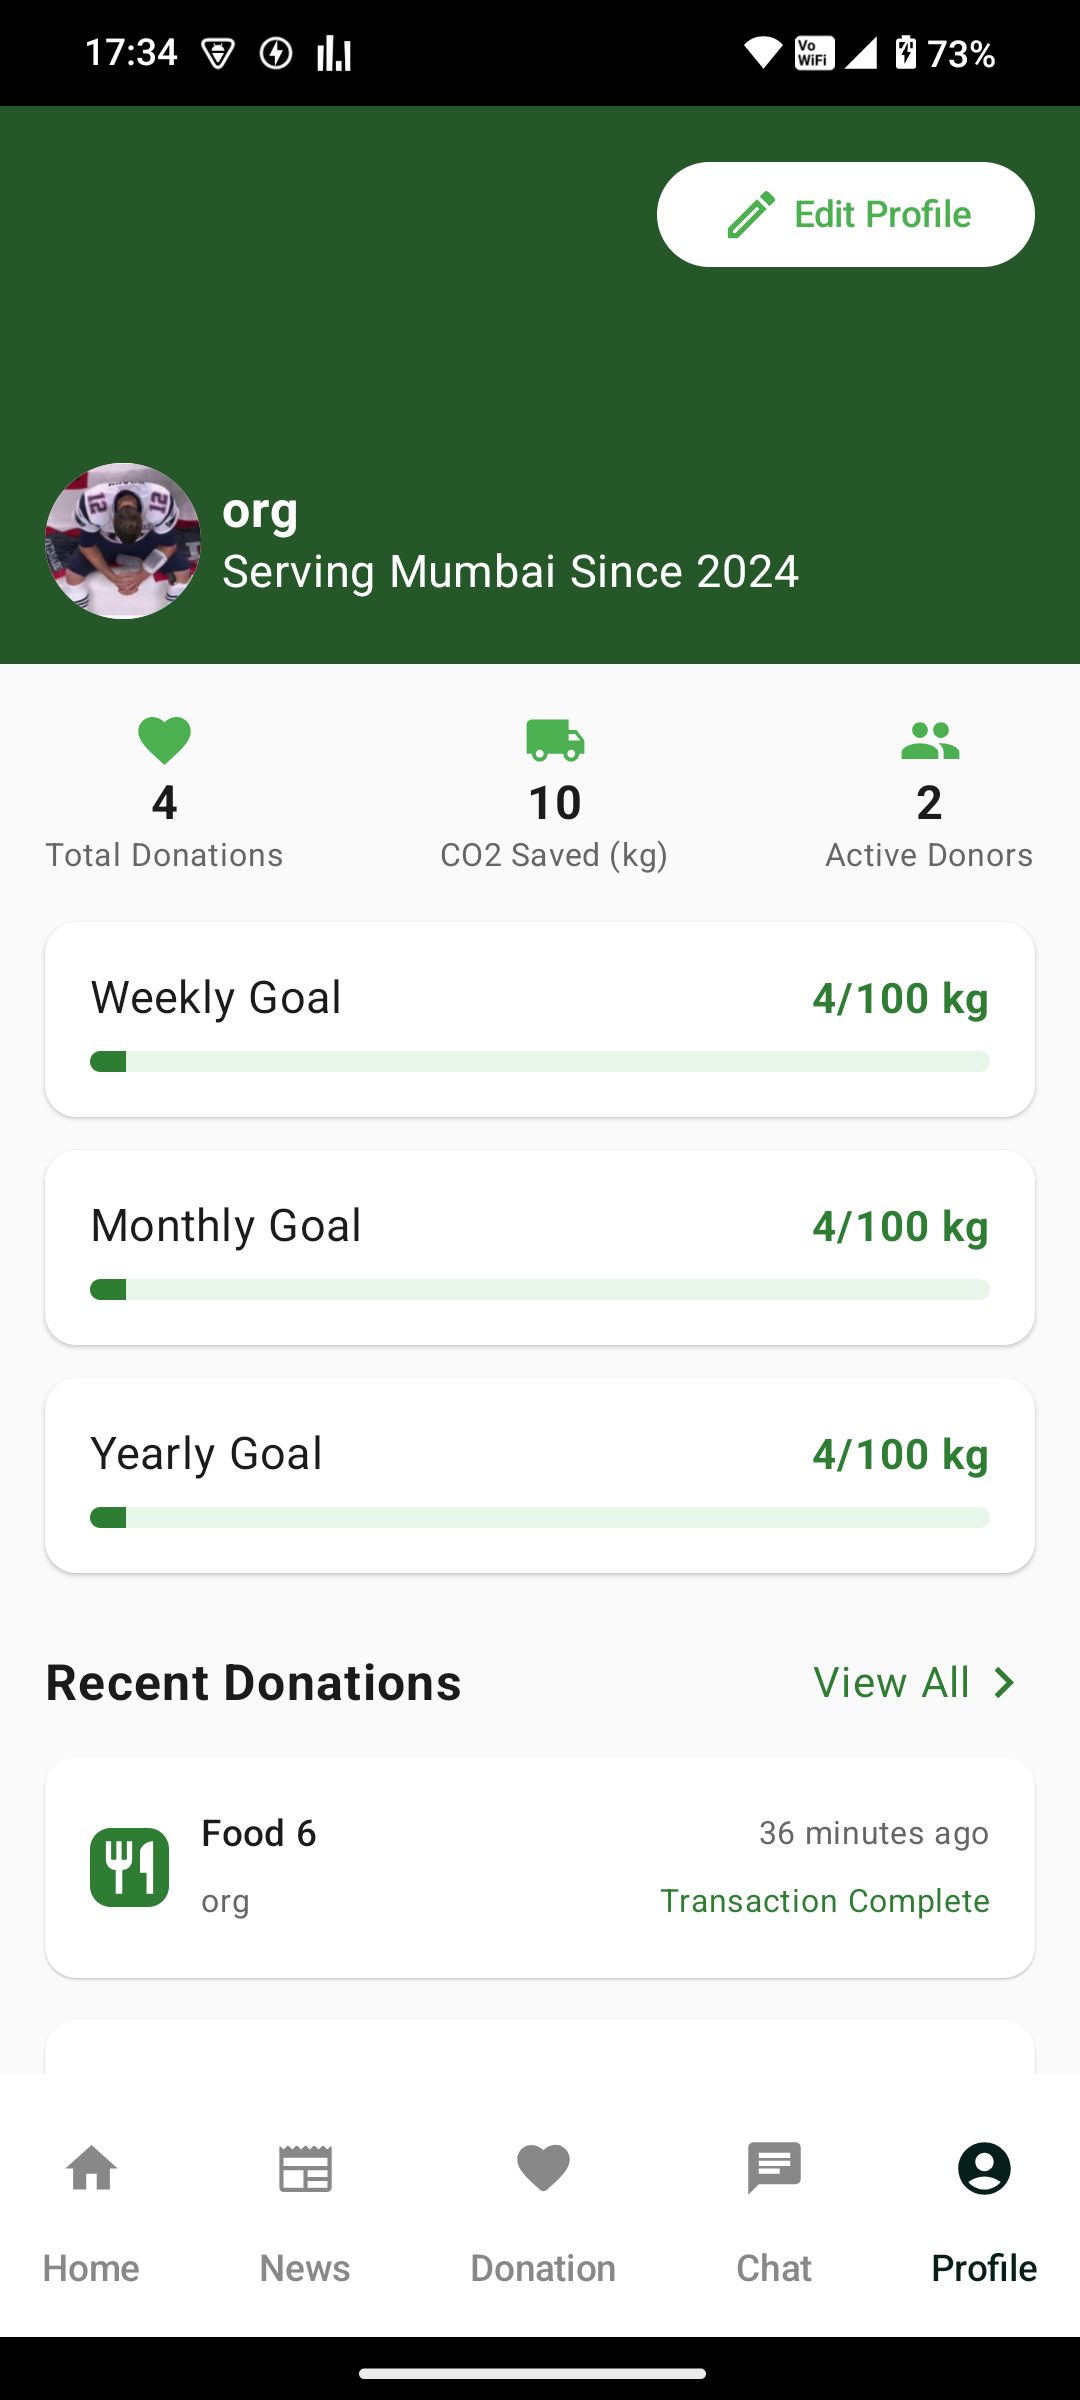 17:34 Vo WiFi 73%
Edit Profile
org
Serving Mumbai Since 2024
4 10 2
Total Donations CO2 Saved (kg) Active Donors
Weekly Goal 4/100 kg
Monthly Goal 4/100 kg
Yearly Goal 4/100 kg
Recent Donations View All
Food 6 36 minutes ago
org Transaction Complete
Home News Donation Chat Profile